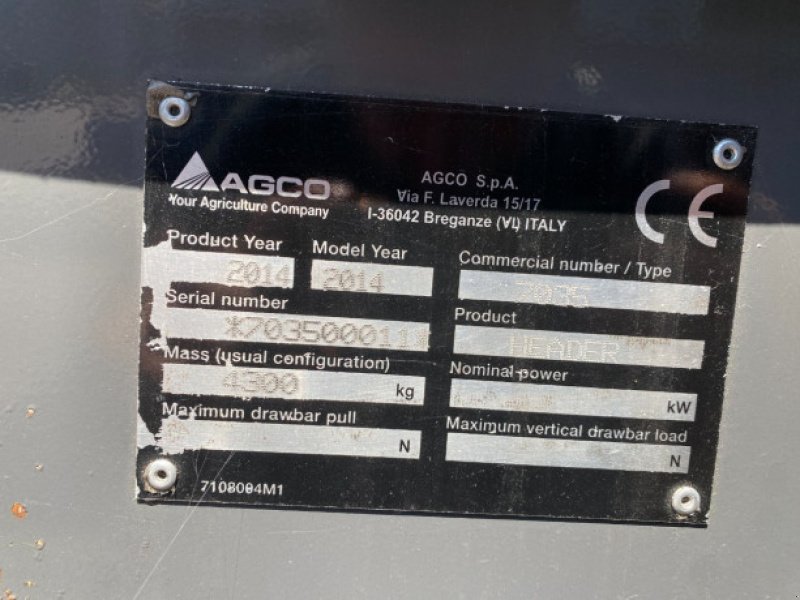 AGCO
Your Agriculture Company
AGCO S.p.A.
Via F. Laverda 15/17
I-36042 Breganze (VI) ITALY
CE
Product Year
2014
Model Year
2014
Commercial number / Type
7035
Serial number
*7035000111*
Product
HEADER
Mass (usual configuration)
4300 kg
Nominal power
kW
Maximum drawbar pull
N
Maximum vertical drawbar load
N
7108094M1